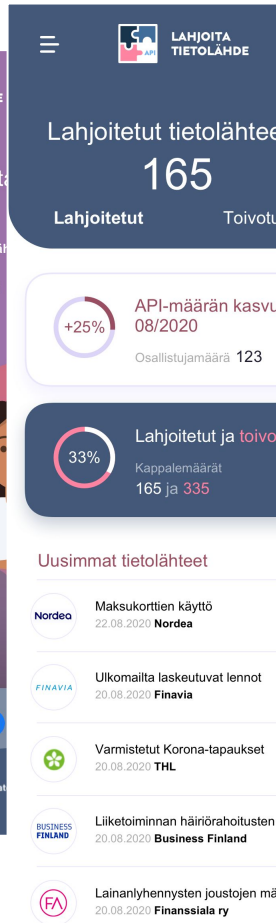 API
LAHJOITA
TIETOLÄHDE
Lahjoitetut tietolähtee
165
Lahjoitetut
Toivotu
+25%
API-määrän kasvu
08/2020
Osallistujamäärä 123
33%
Lahjoitetut ja toivo
Kappalemäärät
165 ja 335
Uusimmat tietolähteet
Nordea
Maksukorttien käyttö
22.08.2020 Nordea
FINAVIA
Ulkomailta laskeutuvat lennot
20.08.2020 Finavia
Varmistetut Korona-tapaukset
20.08.2020 THL
BUSINESS
FINLAND
Liiketoiminnan häiriörahoitusten
20.08.2020 Business Finland
FA
Lainanlyhennysten joustojen mä
20.08.2020 Finanssiala ry